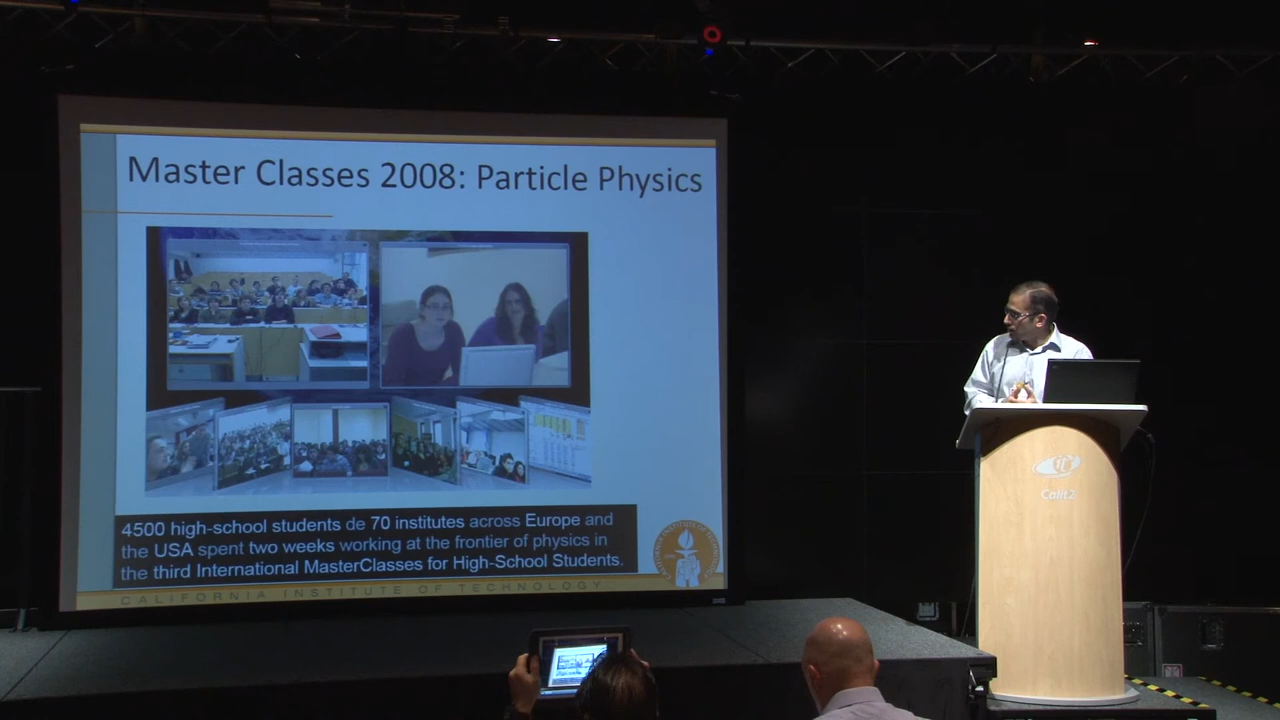 Master Classes 2008: Particle Physics
4500 high-school students de 70 institutes across Europe and
the USA spent two weeks working at the frontier of physics in
the third International MasterClasses for High-School Students.
CALIFORNIA INSTITUTE OF TECHNOLOGY
Calit2